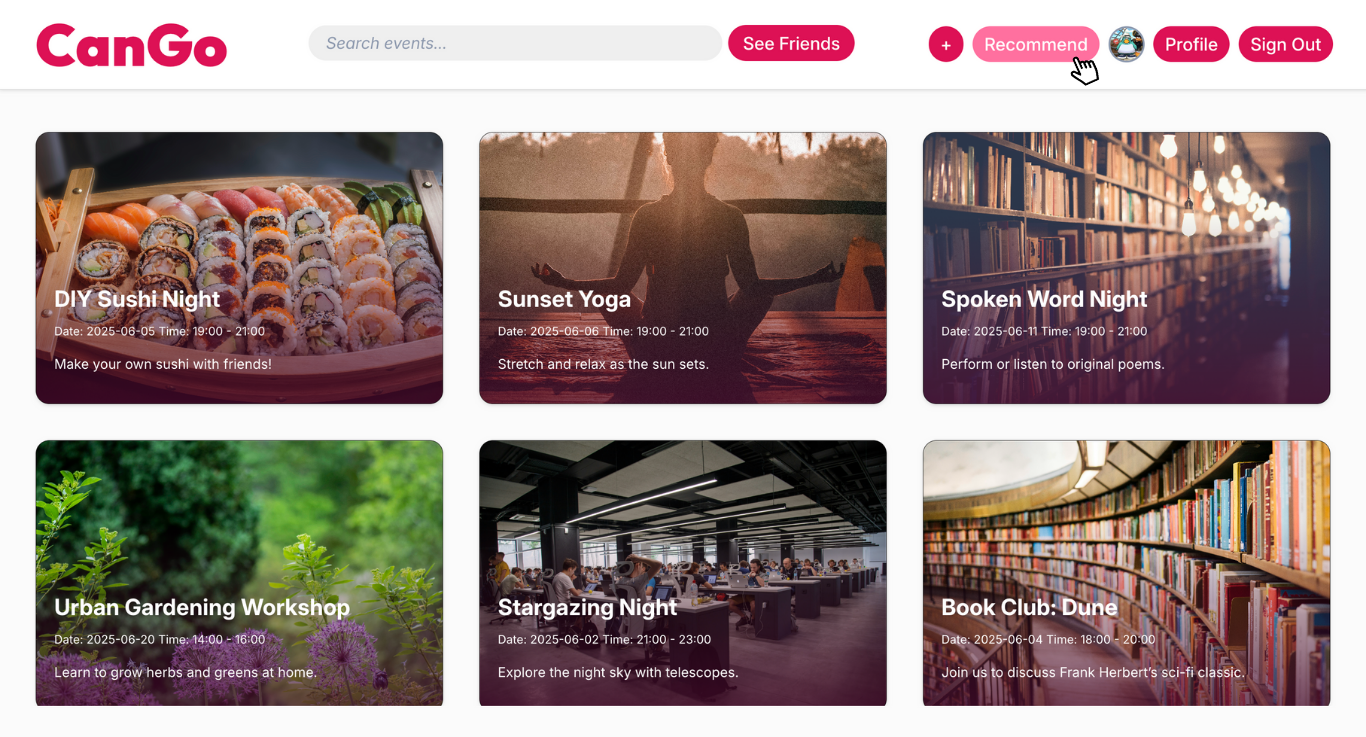 CanGo
Search events...
See Friends
+
Recommend
Profile
Sign Out
DIY Sushi Night
Date: 2025-06-05 Time: 19:00 - 21:00
Make your own sushi with friends!
Sunset Yoga
Date: 2025-06-06 Time: 19:00 - 21:00
Stretch and relax as the sun sets.
Spoken Word Night
Date: 2025-06-11 Time: 19:00 - 21:00
Perform or listen to original poems.
Urban Gardening Workshop
Date: 2025-06-20 Time: 14:00 - 16:00
Learn to grow herbs and greens at home.
Stargazing Night
Date: 2025-06-02 Time: 21:00 - 23:00
Explore the night sky with telescopes.
Book Club: Dune
Date: 2025-06-04 Time: 18:00 - 20:00
Join us to discuss Frank Herbert's sci-fi classic.